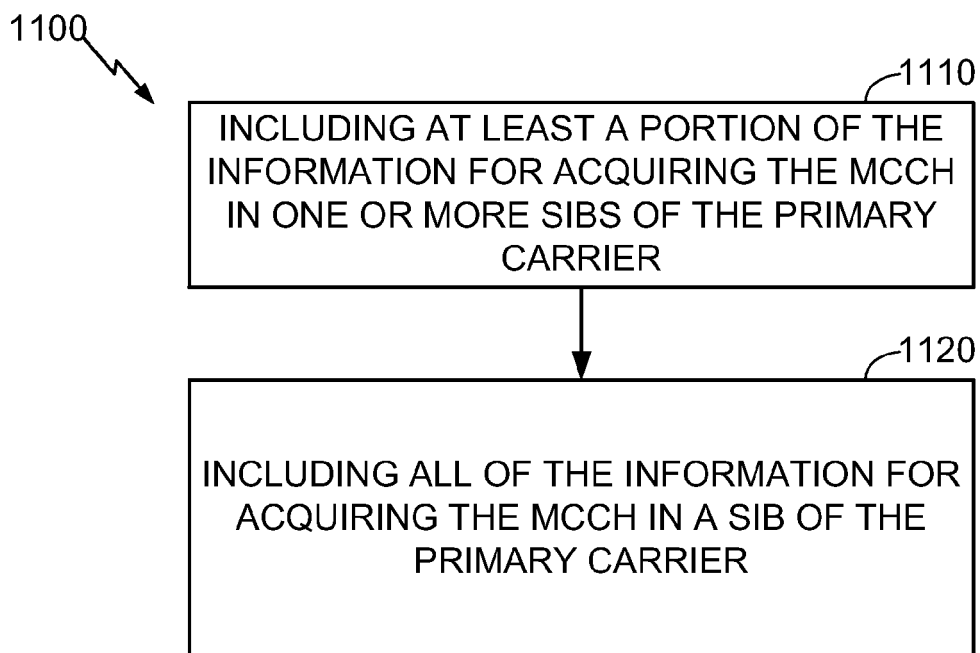 1100
1110
INCLUDING AT LEAST A PORTION OF THE
INFORMATION FOR ACQUIRING THE MCCH
IN ONE OR MORE SIBS OF THE PRIMARY
CARRIER
1120
INCLUDING ALL OF THE INFORMATION FOR
ACQUIRING THE MCCH IN A SIB OF THE
PRIMARY CARRIER